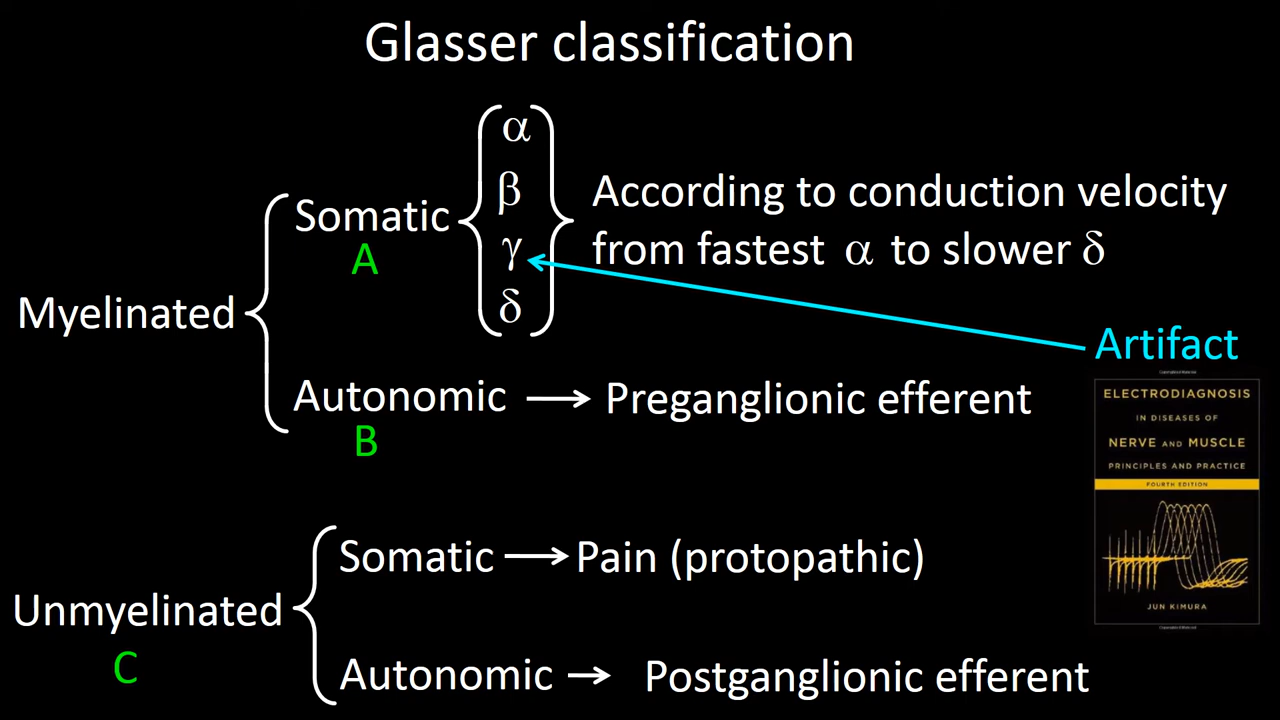 Glasser classification
α
β
γ
δ
Somatic
A
According to conduction velocity
from fastest α to slower δ
Myelinated
Artifact
Autonomic → Preganglionic efferent
B
ELECTRODIAGNOSIS
IN DISEASES OF
NERVE AND MUSCLE
PRINCIPLES AND PRACTICE
FOURTH EDITION
JUN KIMURA
Somatic → Pain (protopathic)
Unmyelinated
C
Autonomic → Postganglionic efferent